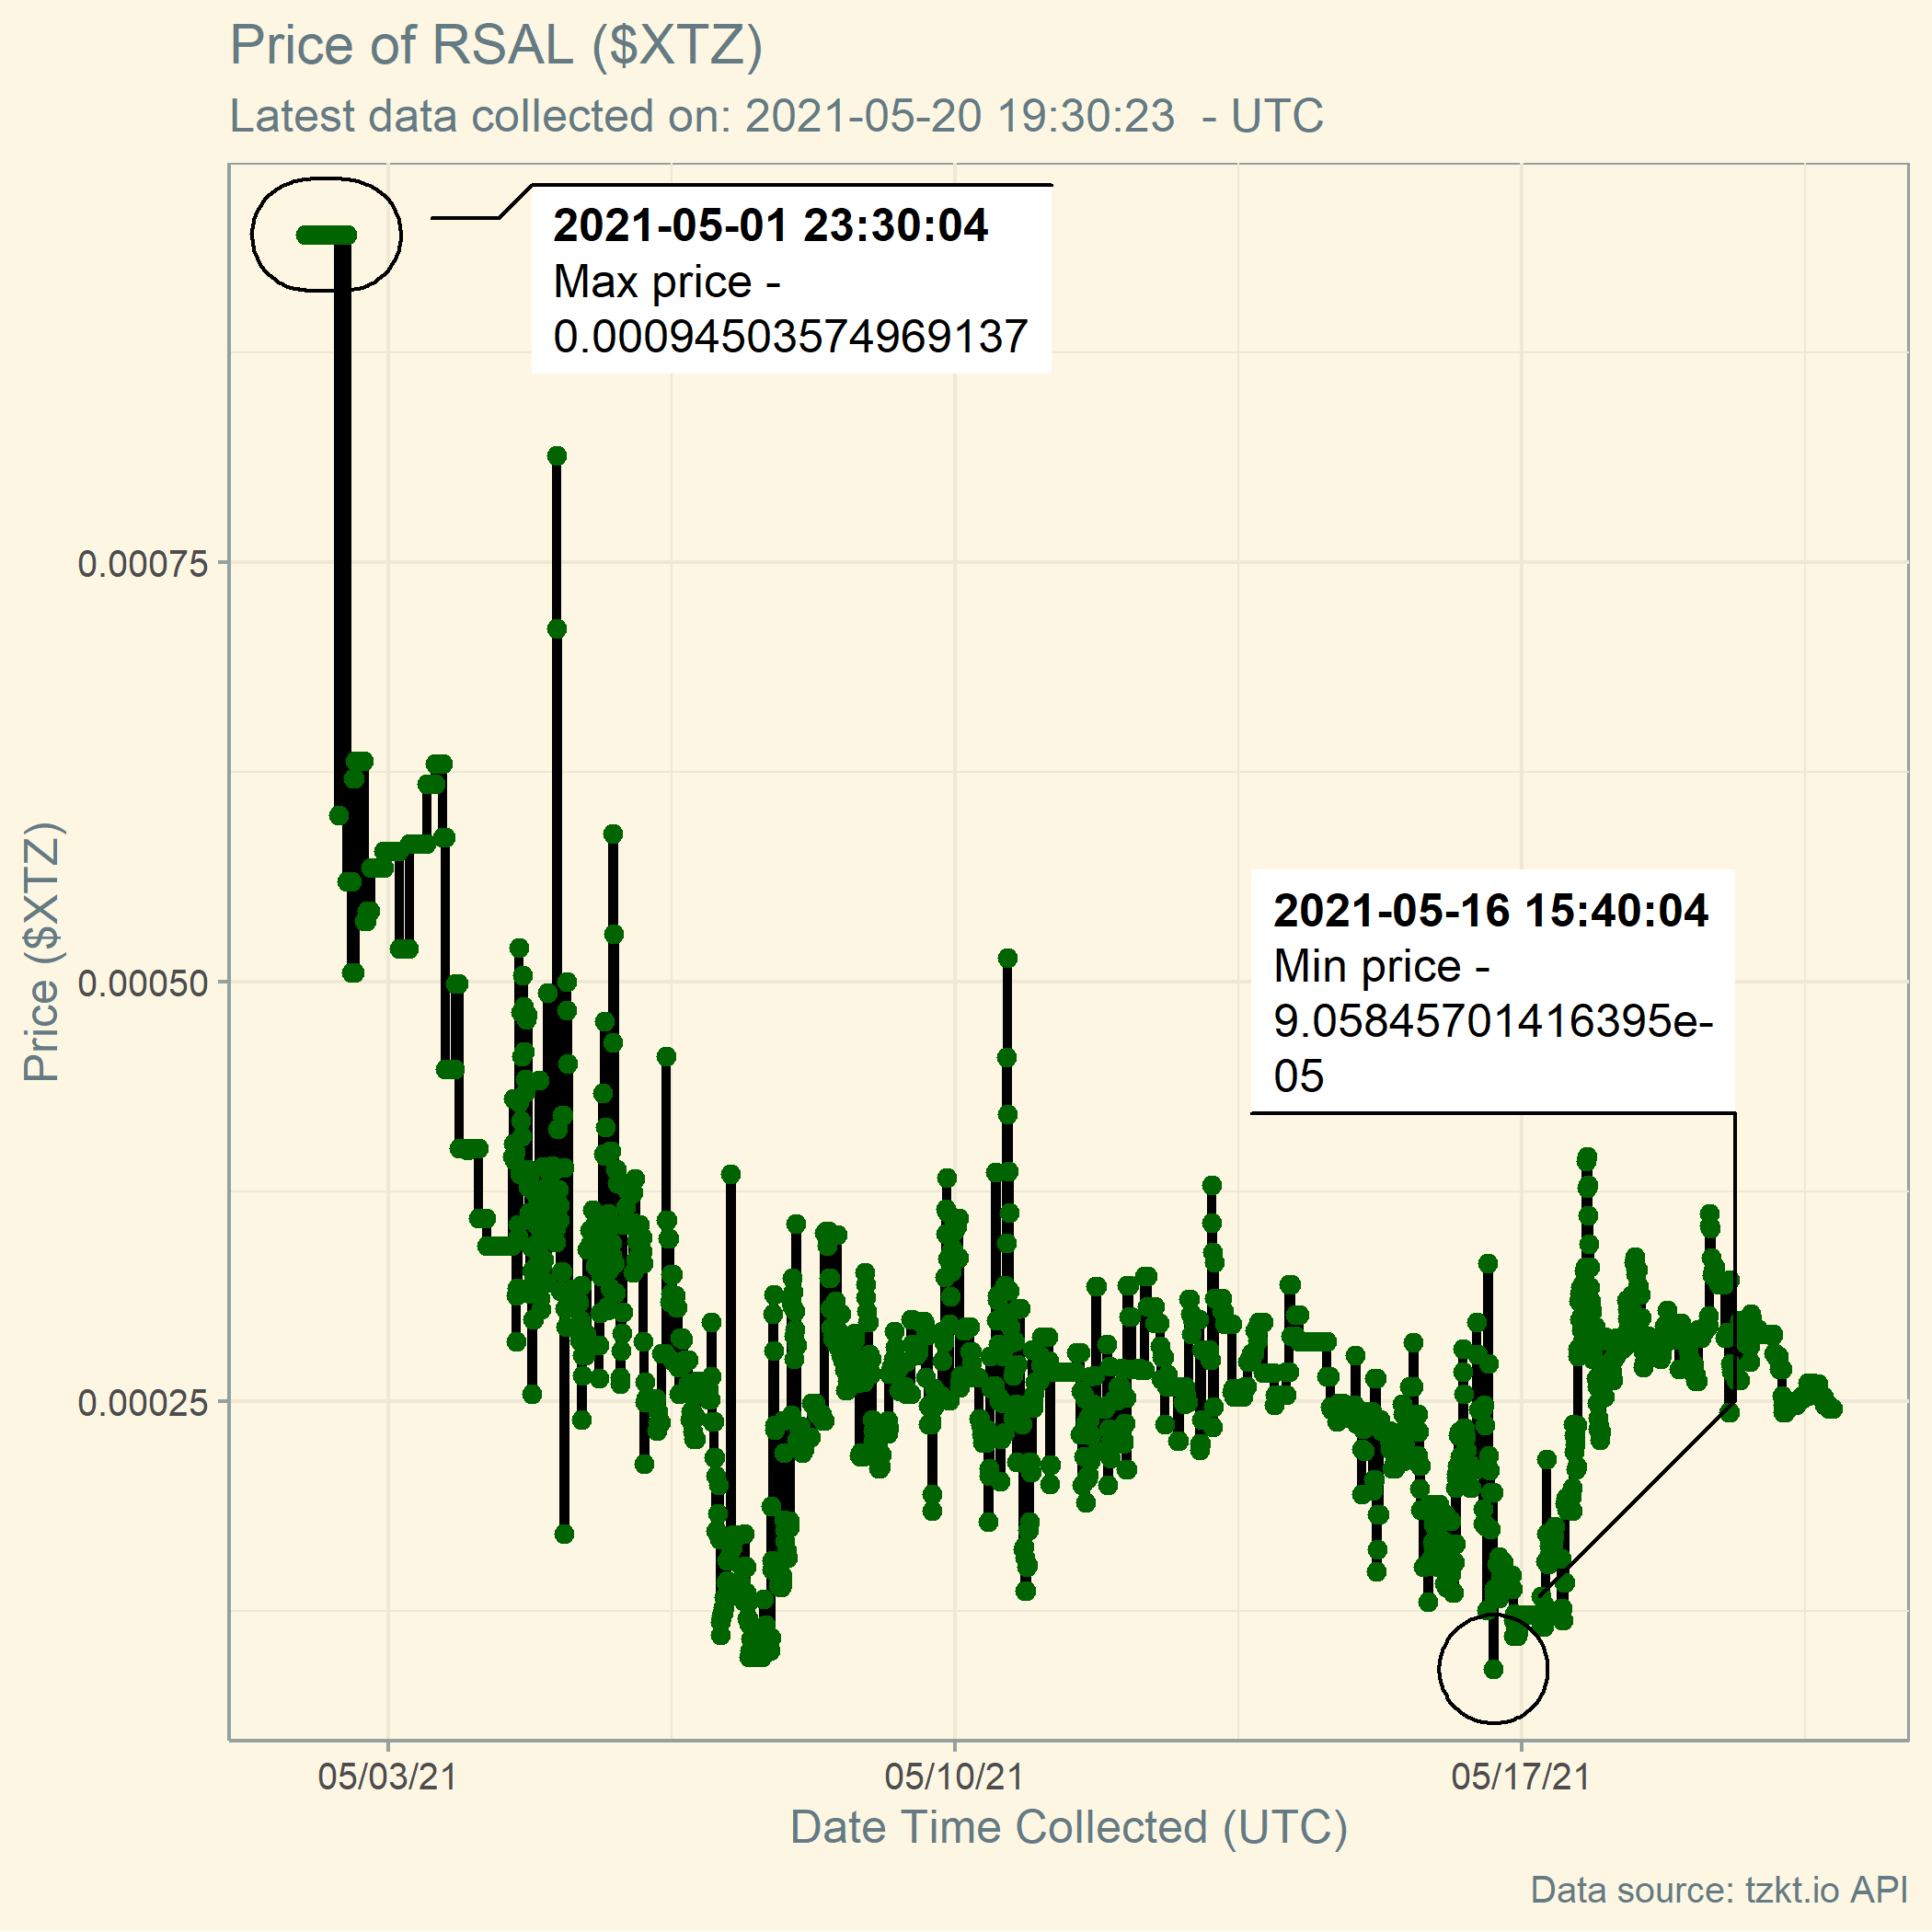 Price of RSAL ($XTZ)
Latest data collected on: 2021-05-20 19:30:23  - UTC
2021-05-01 23:30:04
Max price -
0.00094503574969137
0.00075
Price ($XTZ)
2021-05-16 15:40:04
Min price -
9.05845701416395e-
05
0.00050
0.00025
05/03/21
05/10/21
05/17/21
Date Time Collected (UTC)
Data source: tzkt.io API